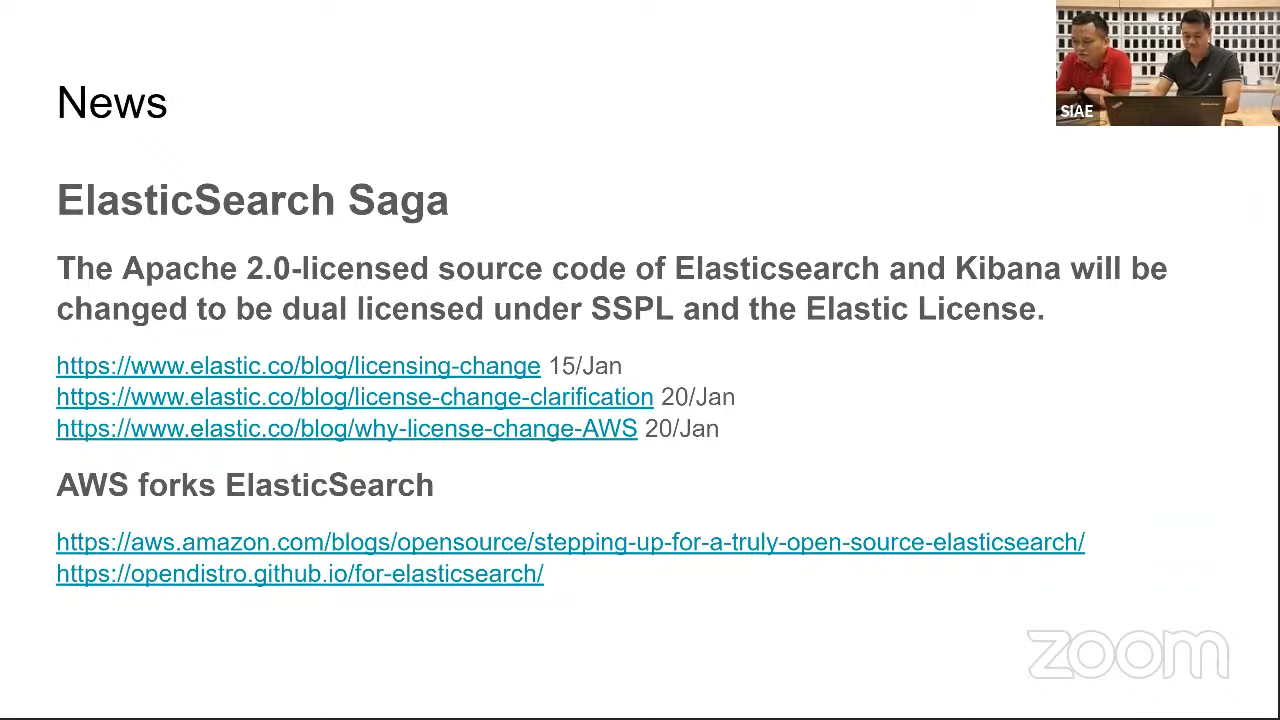 News
SIAE
ElasticSearch Saga
The Apache 2.0-licensed source code of Elasticsearch and Kibana will be
changed to be dual licensed under SSPL and the Elastic License.
https://www.elastic.co/blog/licensing-change 15/Jan
https://www.elastic.co/blog/license-change-clarification 20/Jan
https://www.elastic.co/blog/why-license-change-AWS 20/Jan
AWS forks ElasticSearch
https://aws.amazon.com/blogs/opensource/stepping-up-for-a-truly-open-source-elasticsearch/
https://opendistro.github.io/for-elasticsearch/
zoom